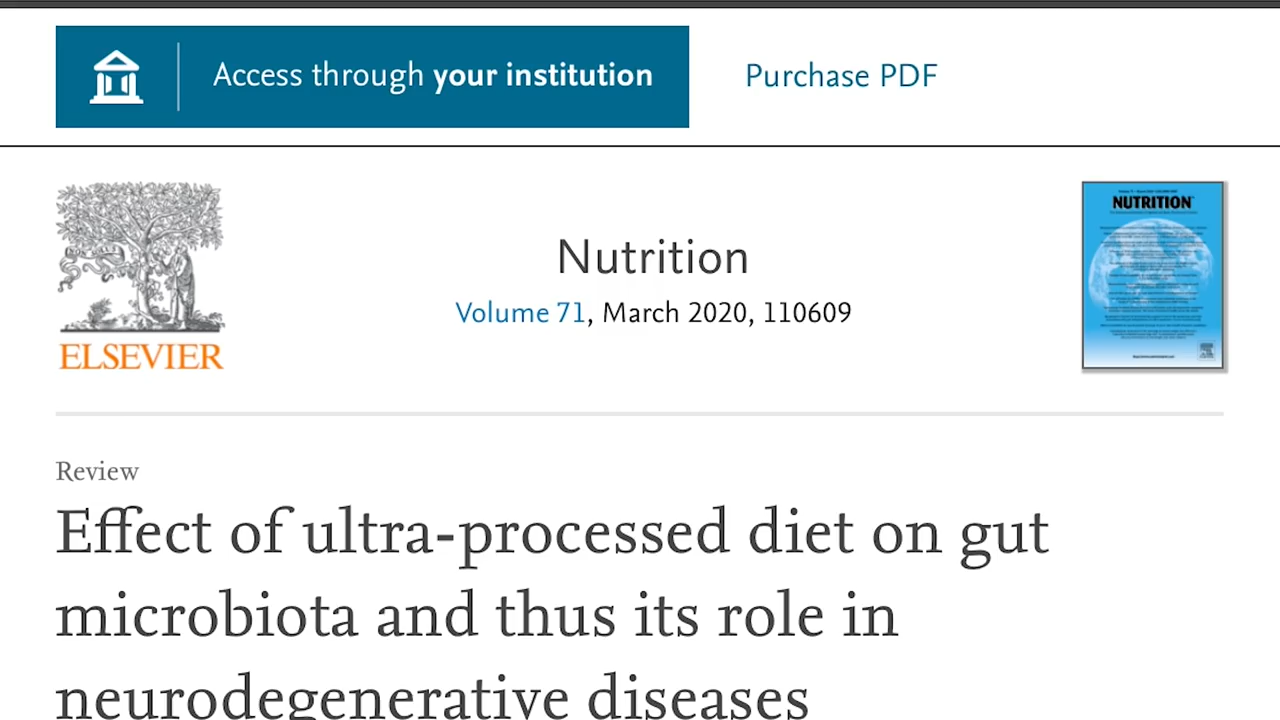 Access through your institution
Purchase PDF
NUTRITION
Nutrition
Volume 71, March 2020, 110609
ELSEVIER
Review
Effect of ultra-processed diet on gut
microbiota and thus its role in
neurodegenerative diseases